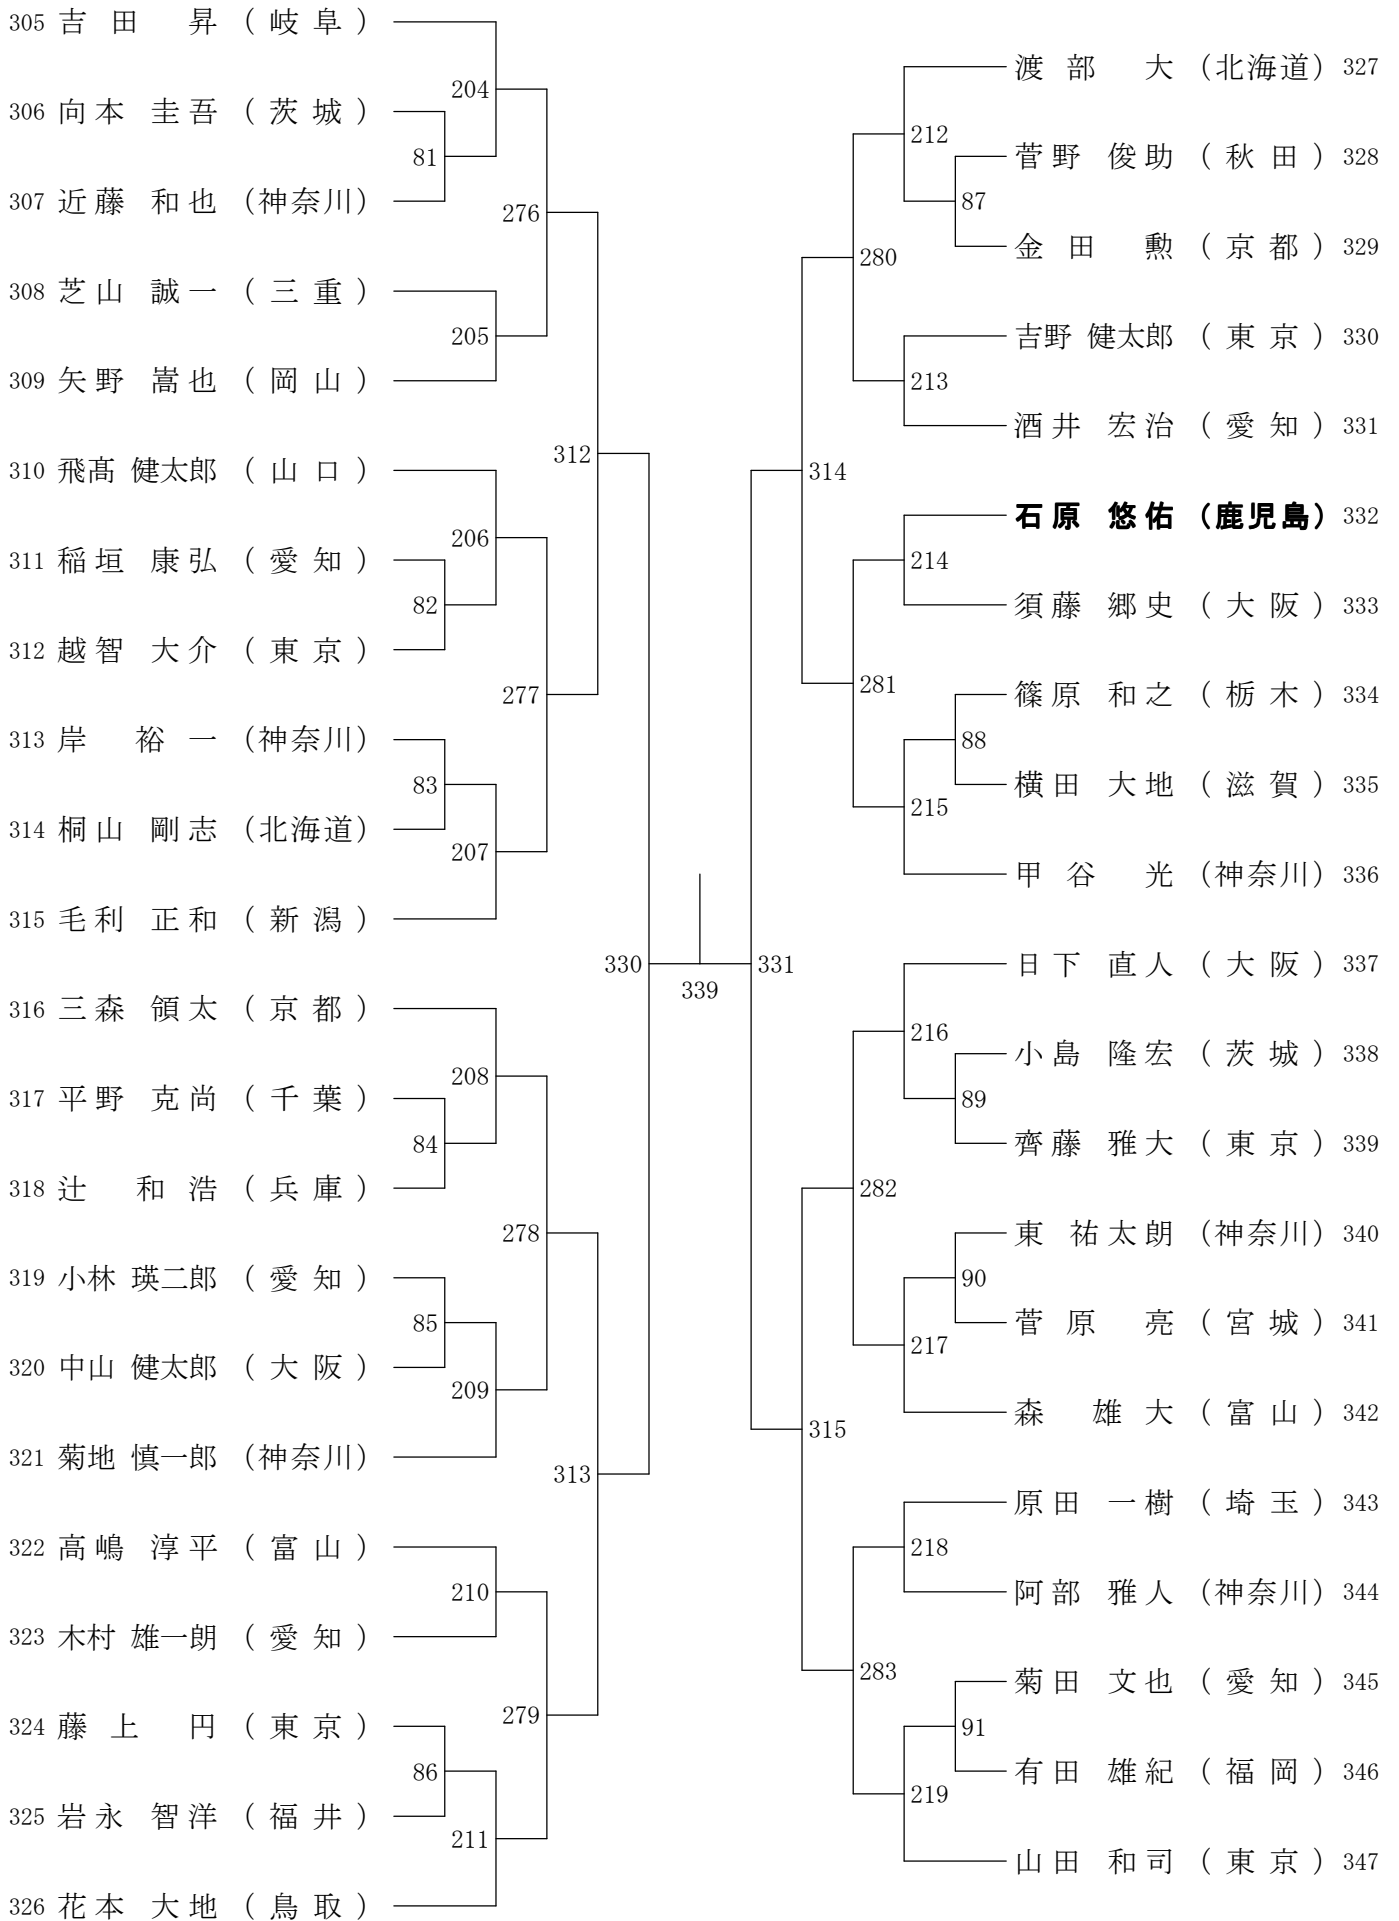 305 吉田 昇 (岐阜)
204
306 向本 圭吾 (茨城)
81
307 近藤 和也 (神奈川)
276
308 芝山 誠一 (三重)
205
309 矢野 嵩也 (岡山)
312
310 飛髙 健太郎 (山口)
206
311 稲垣 康弘 (愛知)
82
312 越智 大介 (東京)
277
313 岸 裕一 (神奈川)
83
314 桐山 剛志 (北海道)
207
315 毛利 正和 (新潟)
330
316 三森 領太 (京都)
208
317 平野 克尚 (千葉)
84
318 辻 和浩 (兵庫)
278
319 小林 瑛二郎 (愛知)
85
320 中山 健太郎 (大阪)
209
321 菊地 慎一郎 (神奈川)
313
322 高嶋 淳平 (富山)
210
323 木村 雄一朗 (愛知)
279
324 藤上 円 (東京)
86
325 岩永 智洋 (福井)
211
326 花本 大地 (鳥取)
339
渡部 大 (北海道) 327
212
菅野 俊助 (秋田) 328
87
金田 勲 (京都) 329
280
吉野 健太郎 (東京) 330
213
酒井 宏治 (愛知) 331
314
石原 悠佑 (鹿児島) 332
214
須藤 郷史 (大阪) 333
281
篠原 和之 (栃木) 334
88
横田 大地 (滋賀) 335
215
甲谷 光 (神奈川) 336
331
日下 直人 (大阪) 337
216
小島 隆宏 (茨城) 338
89
齊藤 雅大 (東京) 339
282
東 祐太朗 (神奈川) 340
90
菅原 亮 (宮城) 341
217
森 雄大 (富山) 342
315
原田 一樹 (埼玉) 343
218
阿部 雅人 (神奈川) 344
283
菊田 文也 (愛知) 345
91
有田 雄紀 (福岡) 346
219
山田 和司 (東京) 347